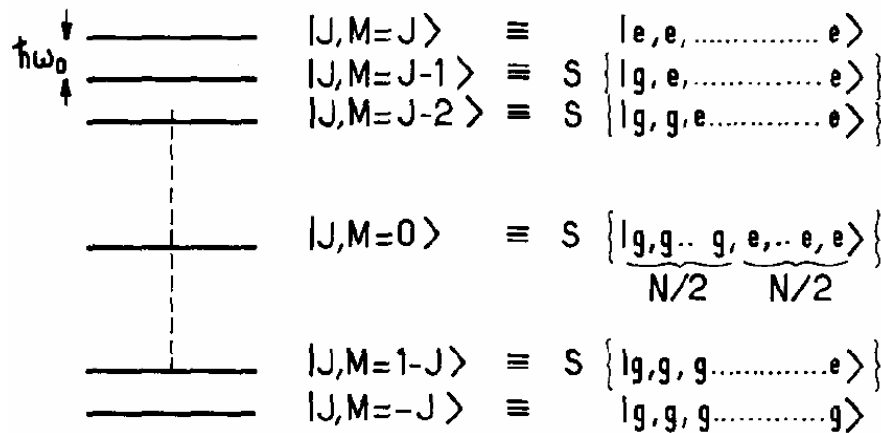 ħω₀
|J,M=J⟩ ≡ |e,e,...............e⟩
|J,M=J-1⟩ ≡ S {|g,e,..............e⟩}
|J,M=J-2⟩ ≡ S {|g,g,e............e⟩}
|J,M=0⟩ ≡ S {|g,g.. g,e,..e,e⟩}
N/2 N/2
|J,M=1-J⟩ ≡ S {|g,g,g.............e⟩}
|J,M=-J⟩ ≡ |g,g,g..........g⟩